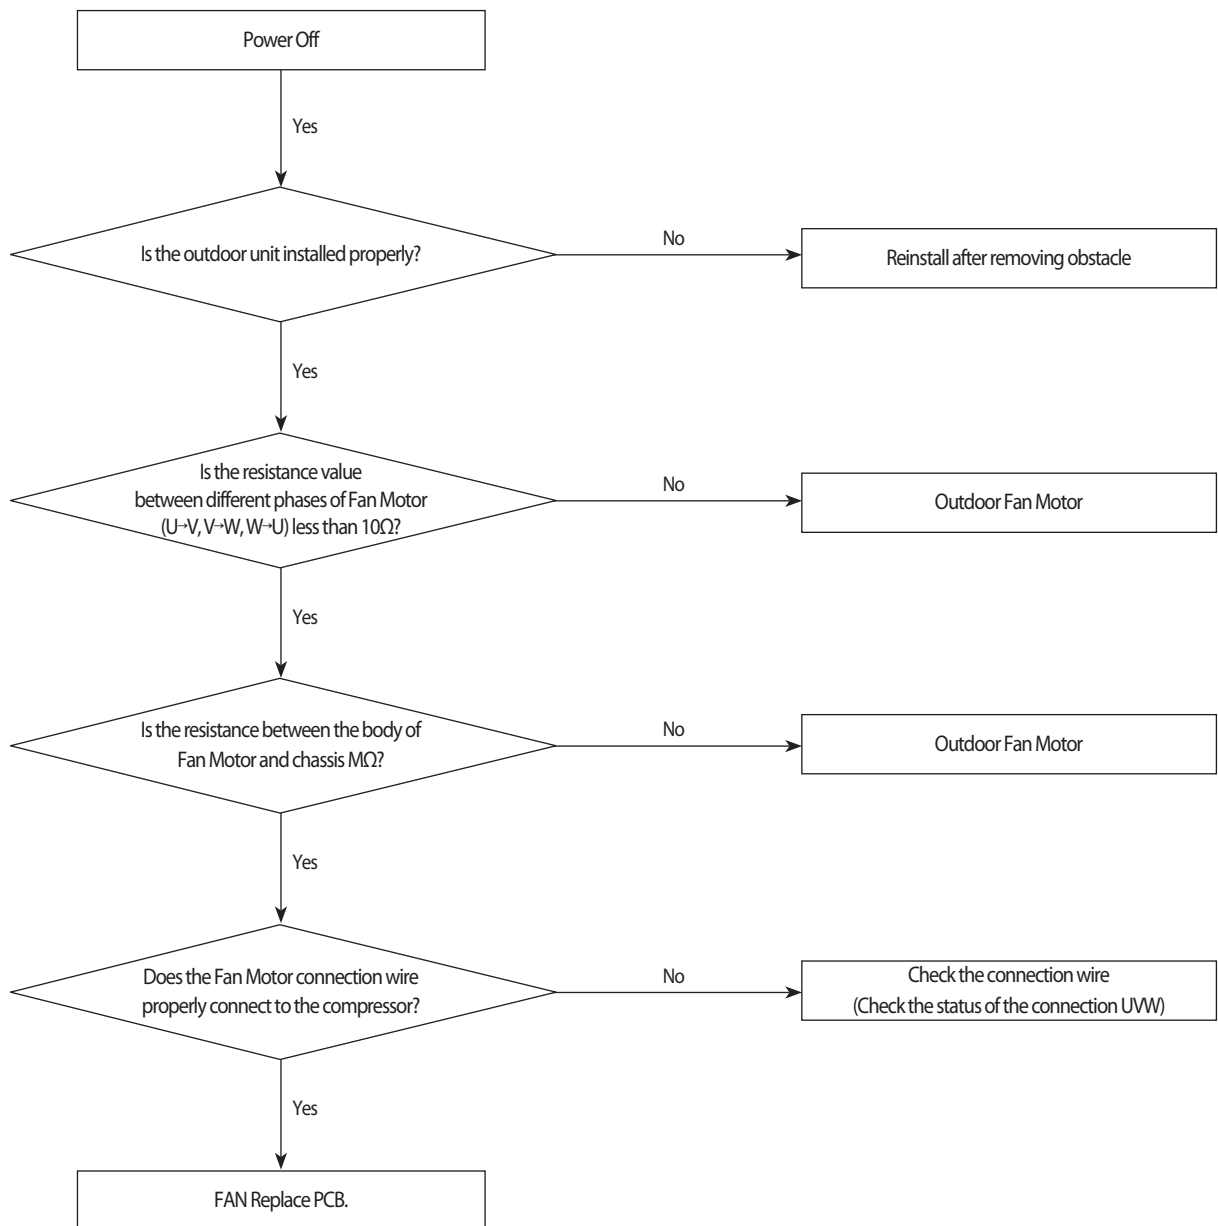 Power Off
Yes
Is the outdoor unit installed properly?
No
Reinstall after removing obstacle
Yes
Is the resistance value
between different phases of Fan Motor
(U→V, V→W, W→U) less than 10Ω?
No
Outdoor Fan Motor
Yes
Is the resistance between the body of
Fan Motor and chassis MΩ?
No
Outdoor Fan Motor
Yes
Does the Fan Motor connection wire
properly connect to the compressor?
No
Check the connection wire
(Check the status of the connection UVW)
Yes
FAN Replace PCB.